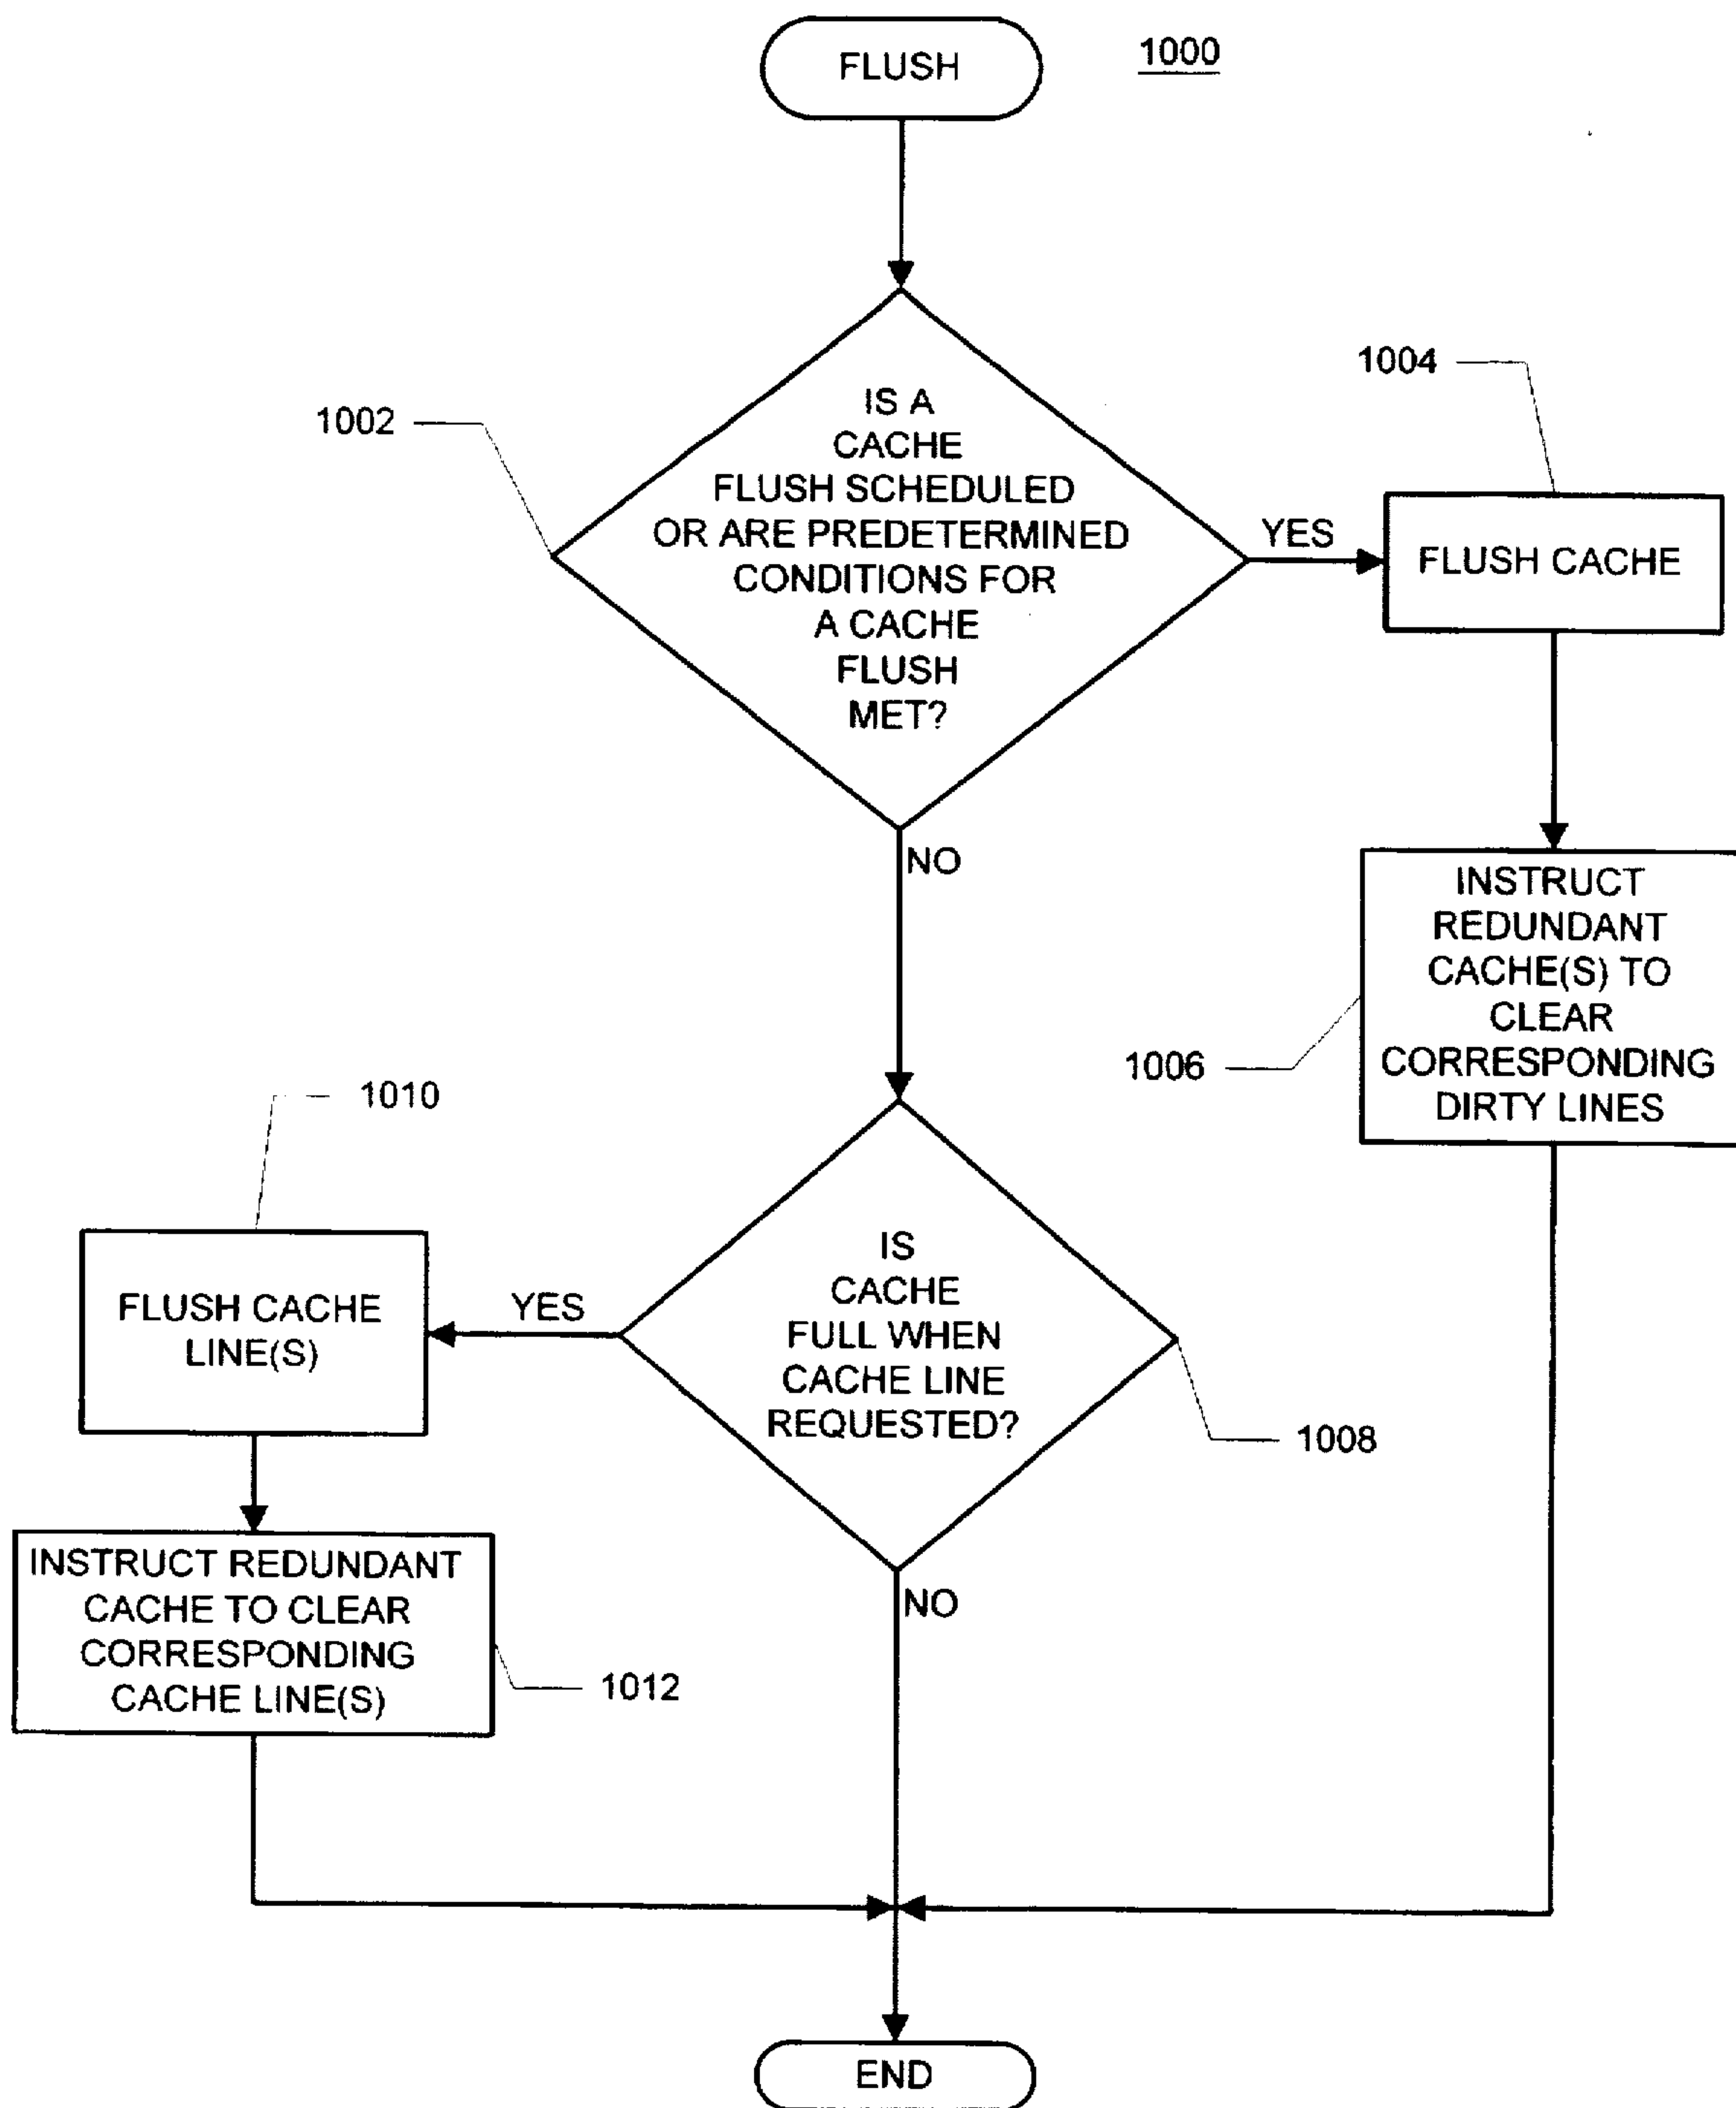 FLUSH
1000
1002
IS A
CACHE
FLUSH SCHEDULED
OR ARE PREDETERMINED
CONDITIONS FOR
A CACHE
FLUSH
MET?
YES
1004
FLUSH CACHE
NO
INSTRUCT
REDUNDANT
CACHE(S) TO
CLEAR
CORRESPONDING
DIRTY LINES
1006
1010
FLUSH CACHE
LINE(S)
YES
IS
CACHE
FULL WHEN
CACHE LINE
REQUESTED?
1008
INSTRUCT REDUNDANT
CACHE TO CLEAR
CORRESPONDING
CACHE LINE(S)
1012
NO
END